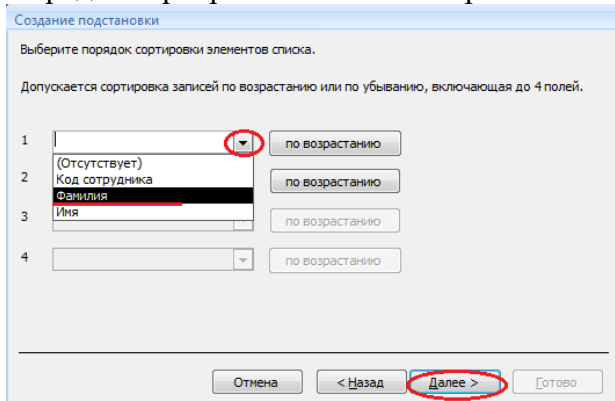 Создание подстановки
Выберите порядок сортировки элементов списка.
Допускается сортировка записей по возрастанию или по убыванию, включающая до 4 полей.
1 по возрастанию
(Отсутствует)
Код сотрудника
Фамилия
Имя
2 по возрастанию
3 по возрастанию
4 по возрастанию
Отмена < Назад Далее > Готово